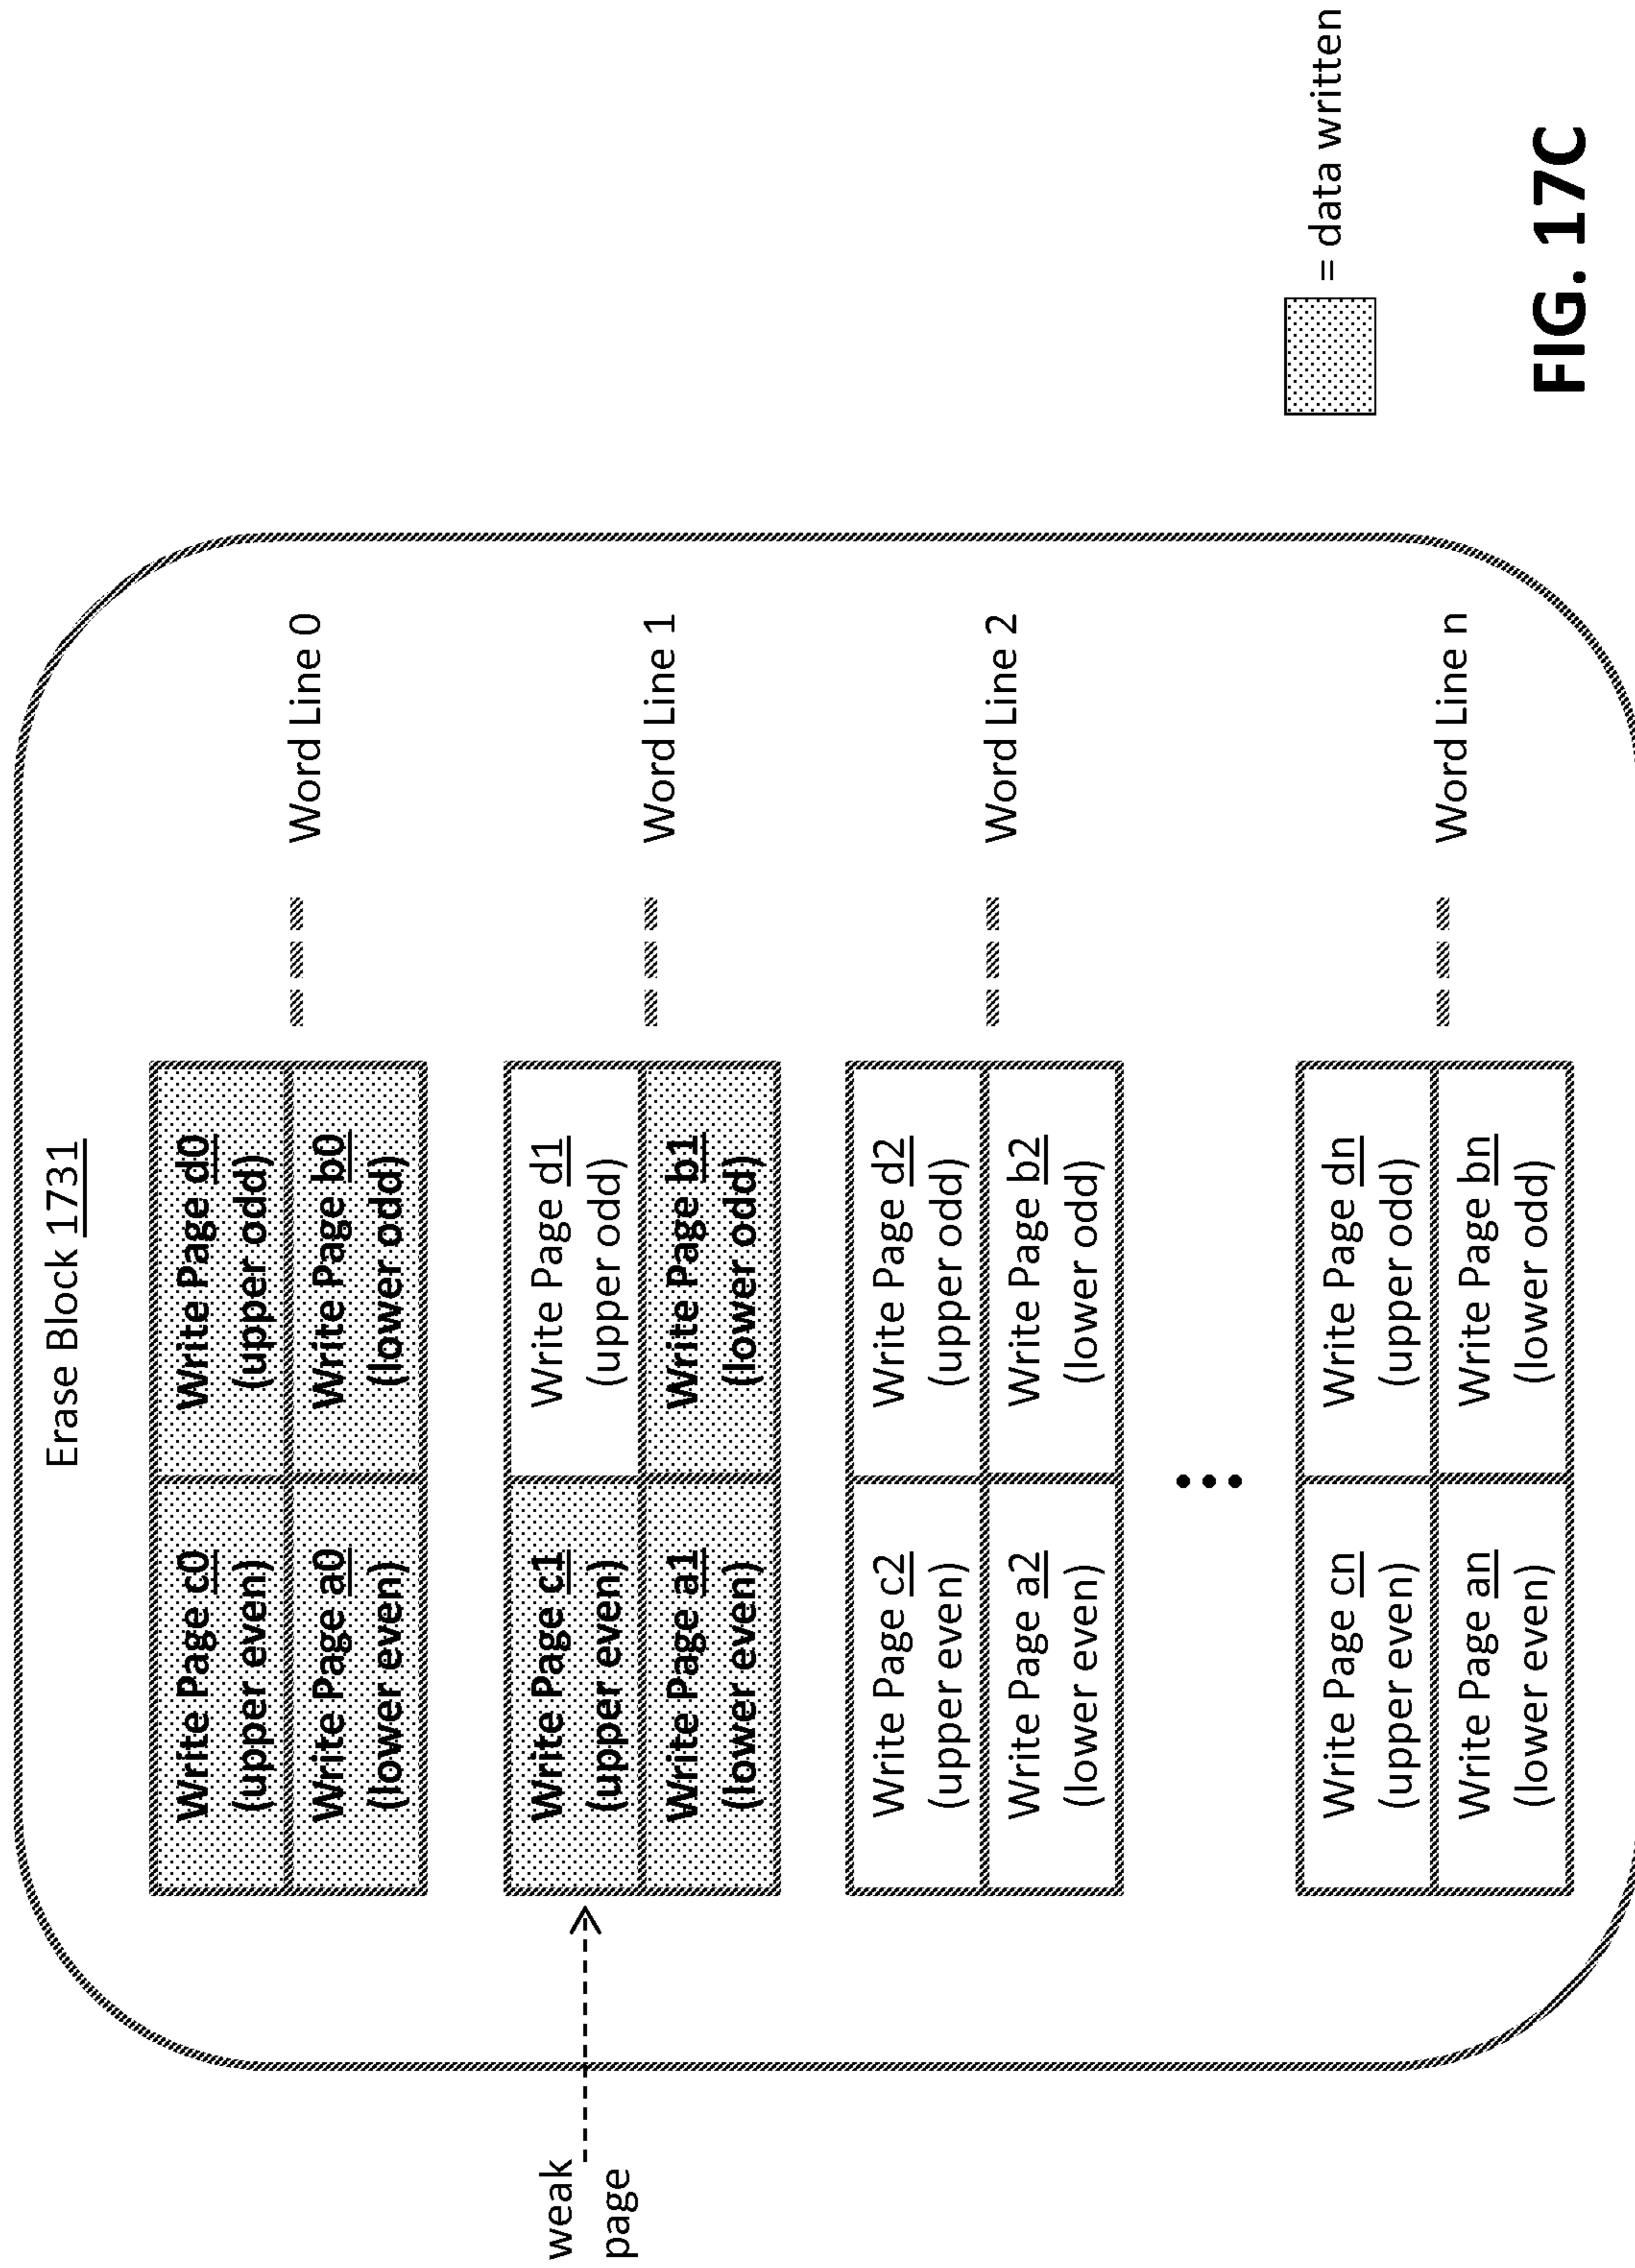 Erase Block 1731
Write Page c0
(upper even)
Write Page d0
(upper odd)
Write Page a0
(lower even)
Write Page b0
(lower odd)
Word Line 0
weak
page
Write Page c1
(upper even)
Write Page d1
(upper odd)
Write Page a1
(lower even)
Write Page b1
(lower odd)
Word Line 1
Write Page c2
(upper even)
Write Page d2
(upper odd)
Write Page a2
(lower even)
Write Page b2
(lower odd)
Word Line 2
Write Page cn
(upper even)
Write Page dn
(upper odd)
Write Page an
(lower even)
Write Page bn
(lower odd)
Word Line n
= data written
FIG. 17C